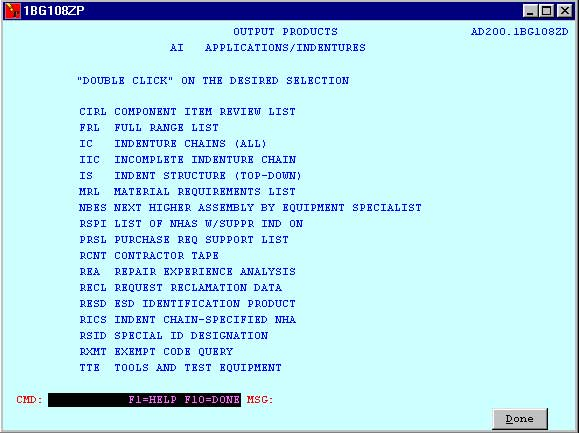 1BG108ZP
OUTPUT PRODUCTS AD200.1BG108ZD
AI APPLICATIONS/INDENTURES
"DOUBLE CLICK" ON THE DESIRED SELECTION
CIRL COMPONENT ITEM REVIEW LIST
FRL FULL RANGE LIST
IC INDENTURE CHAINS (ALL)
IIC INCOMPLETE INDENTURE CHAIN
IS INDENT STRUCTURE (TOP-DOWN)
MRL MATERIAL REQUIREMENTS LIST
NBES NEXT HIGHER ASSEMBLY BY EQUIPMENT SPECIALIST
RSPI LIST OF NHAS W/SUPPR IND ON
PRSL PURCHASE REQ SUPPORT LIST
RCNT CONTRACTOR TAPE
REA REPAIR EXPERIENCE ANALYSIS
RECL REQUEST RECLAMATION DATA
RESD ESD IDENTIFICATION PRODUCT
RICS INDENT CHAIN-SPECIFIED NHA
RSID SPECIAL ID DESIGNATION
RXMT EXEMPT CODE QUERY
TTE TOOLS AND TEST EQUIPMENT
CMD: F1=HELP F10=DONE MSG:
Done